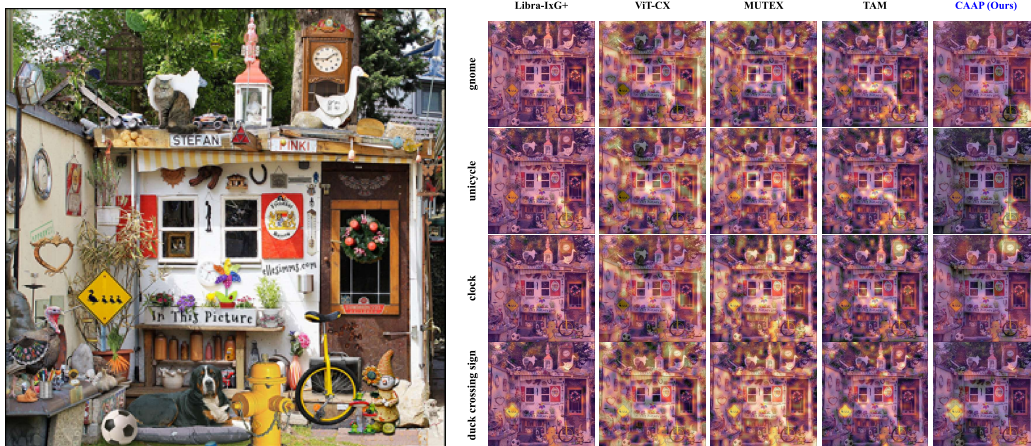 Libra-IxG+ ViT-CX MUTEX TAM CAAP (Ours)
gnome
unicycle
clock
duck crossing sign
STEFAN
PINKI
ellesimms.com
In This Picture